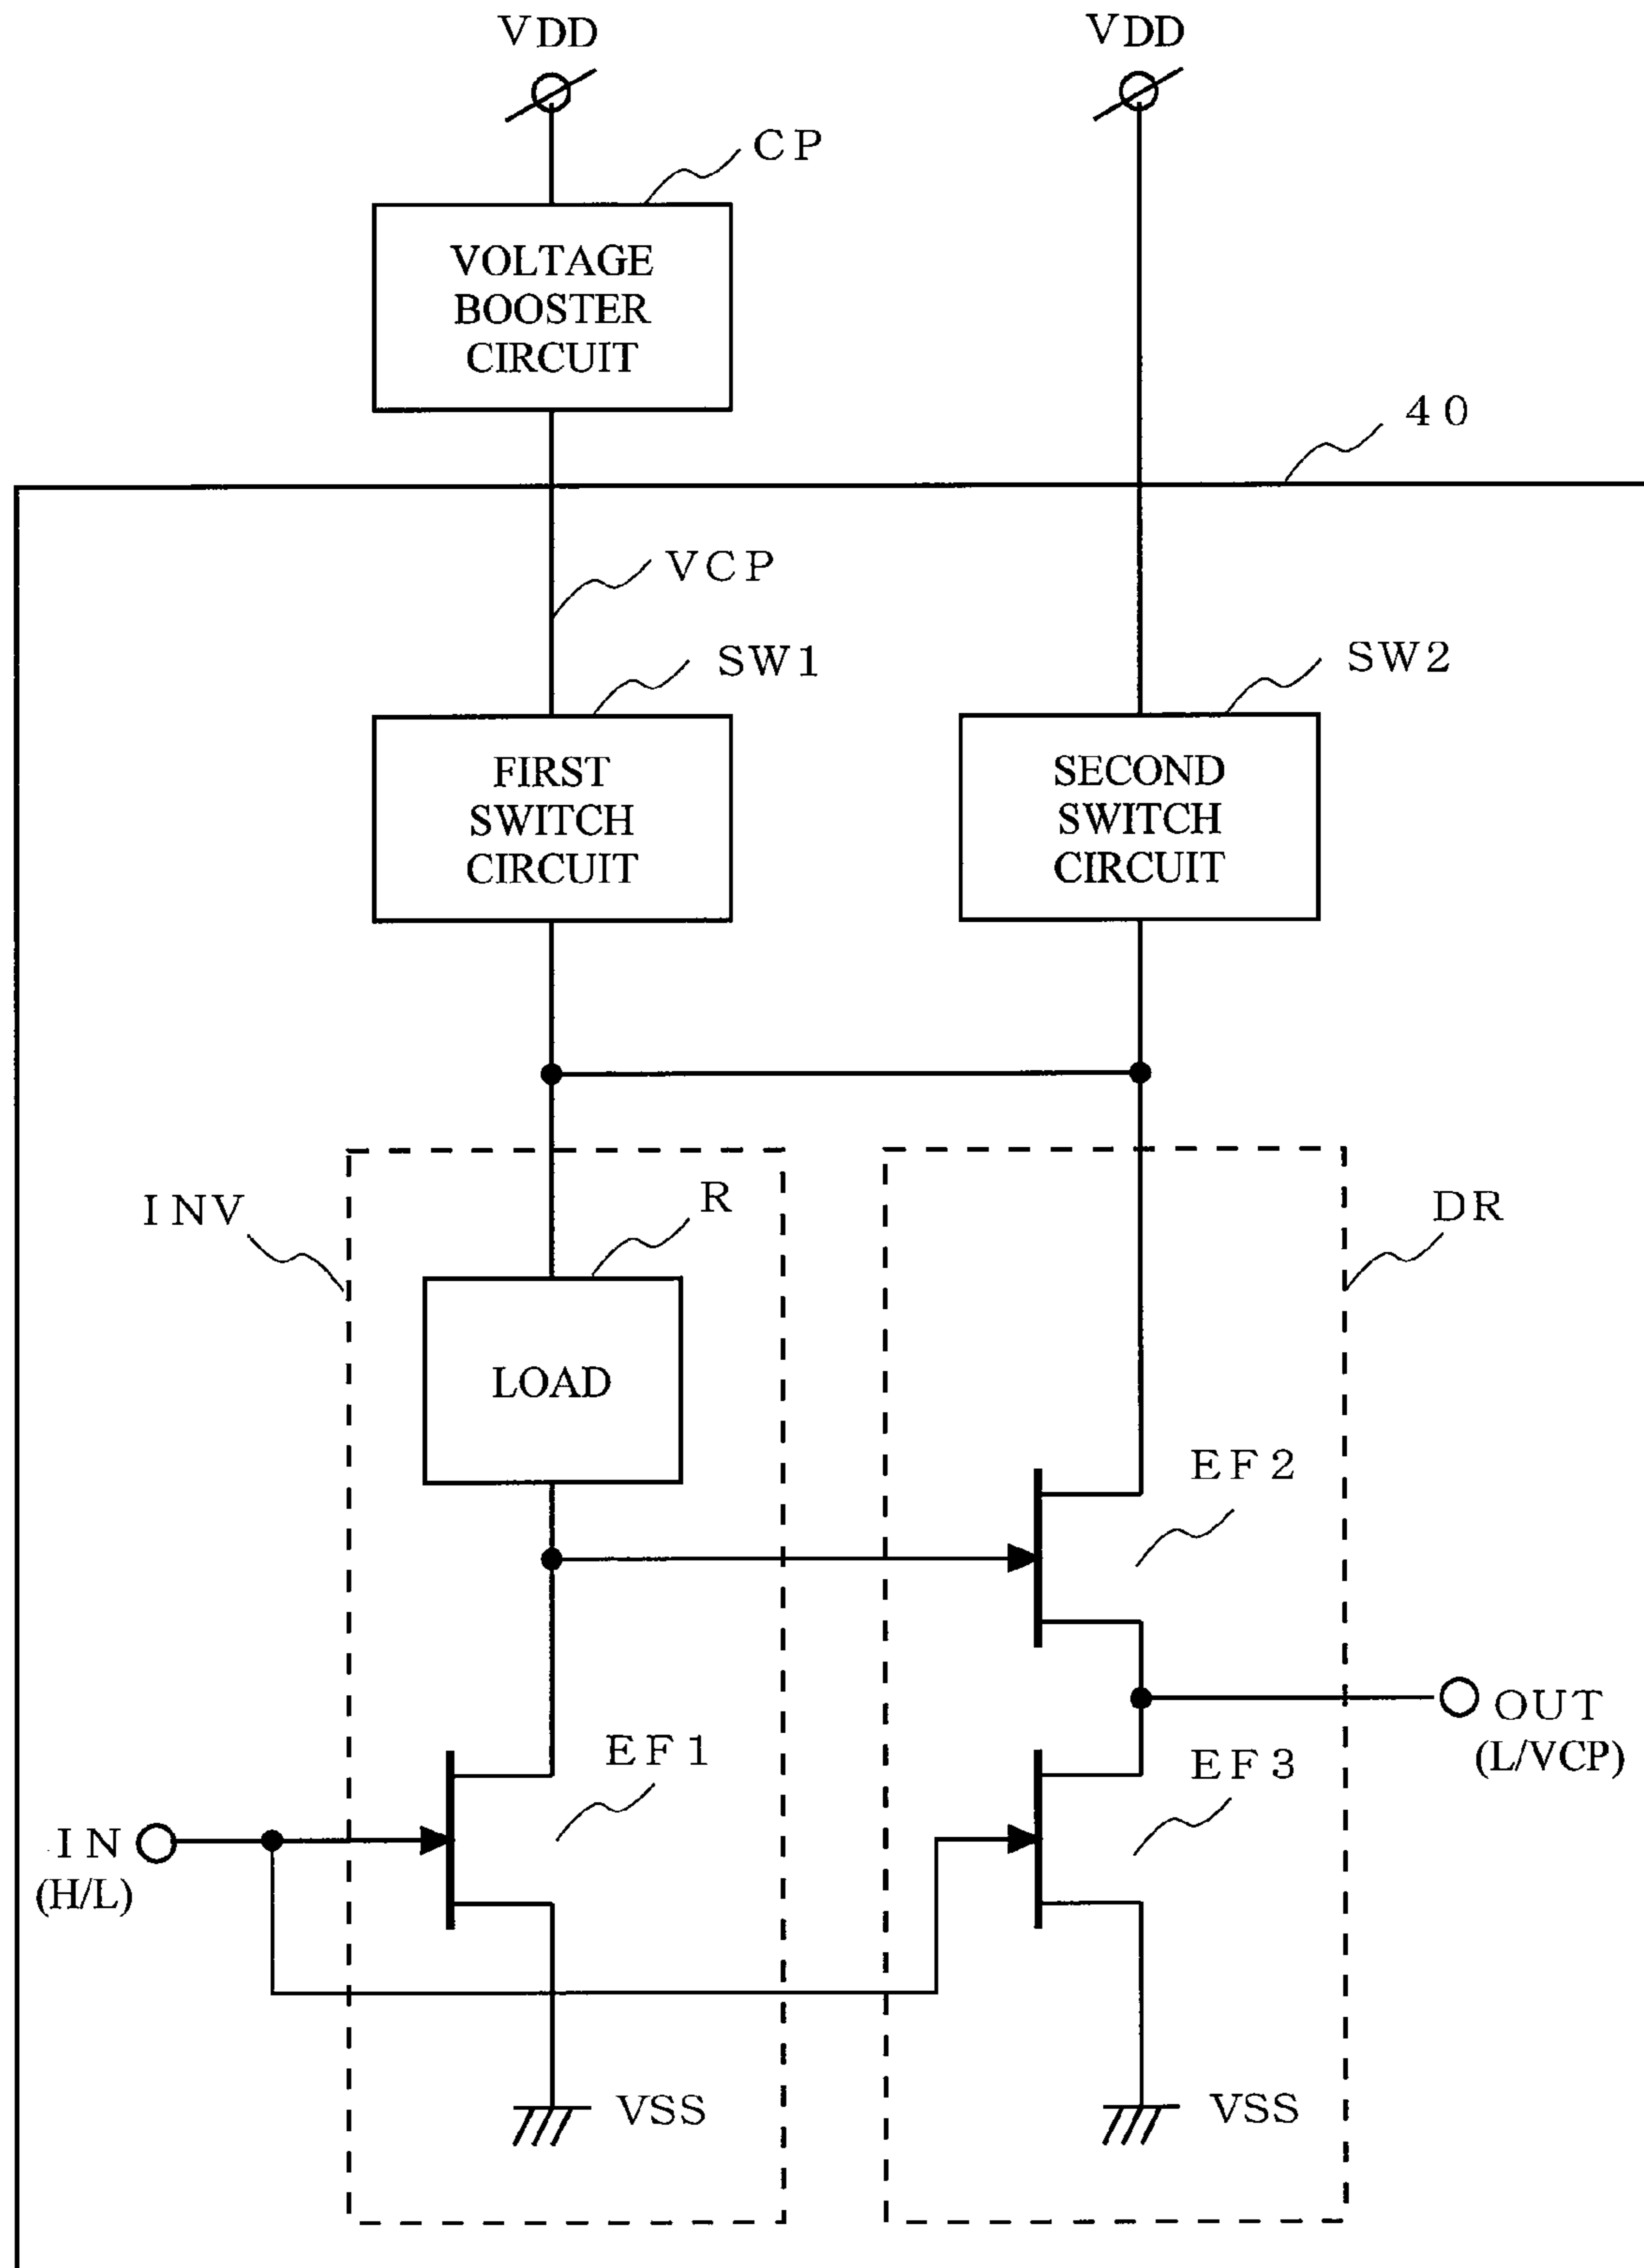 VDD
VDD
CP
VOLTAGE
BOOSTER
CIRCUIT
40
VCP
SW1
SW2
FIRST
SWITCH
CIRCUIT
SECOND
SWITCH
CIRCUIT
INV
R
DR
LOAD
EF2
OUT
(L/VCP)
EF1
EF3
IN
(H/L)
VSS
VSS